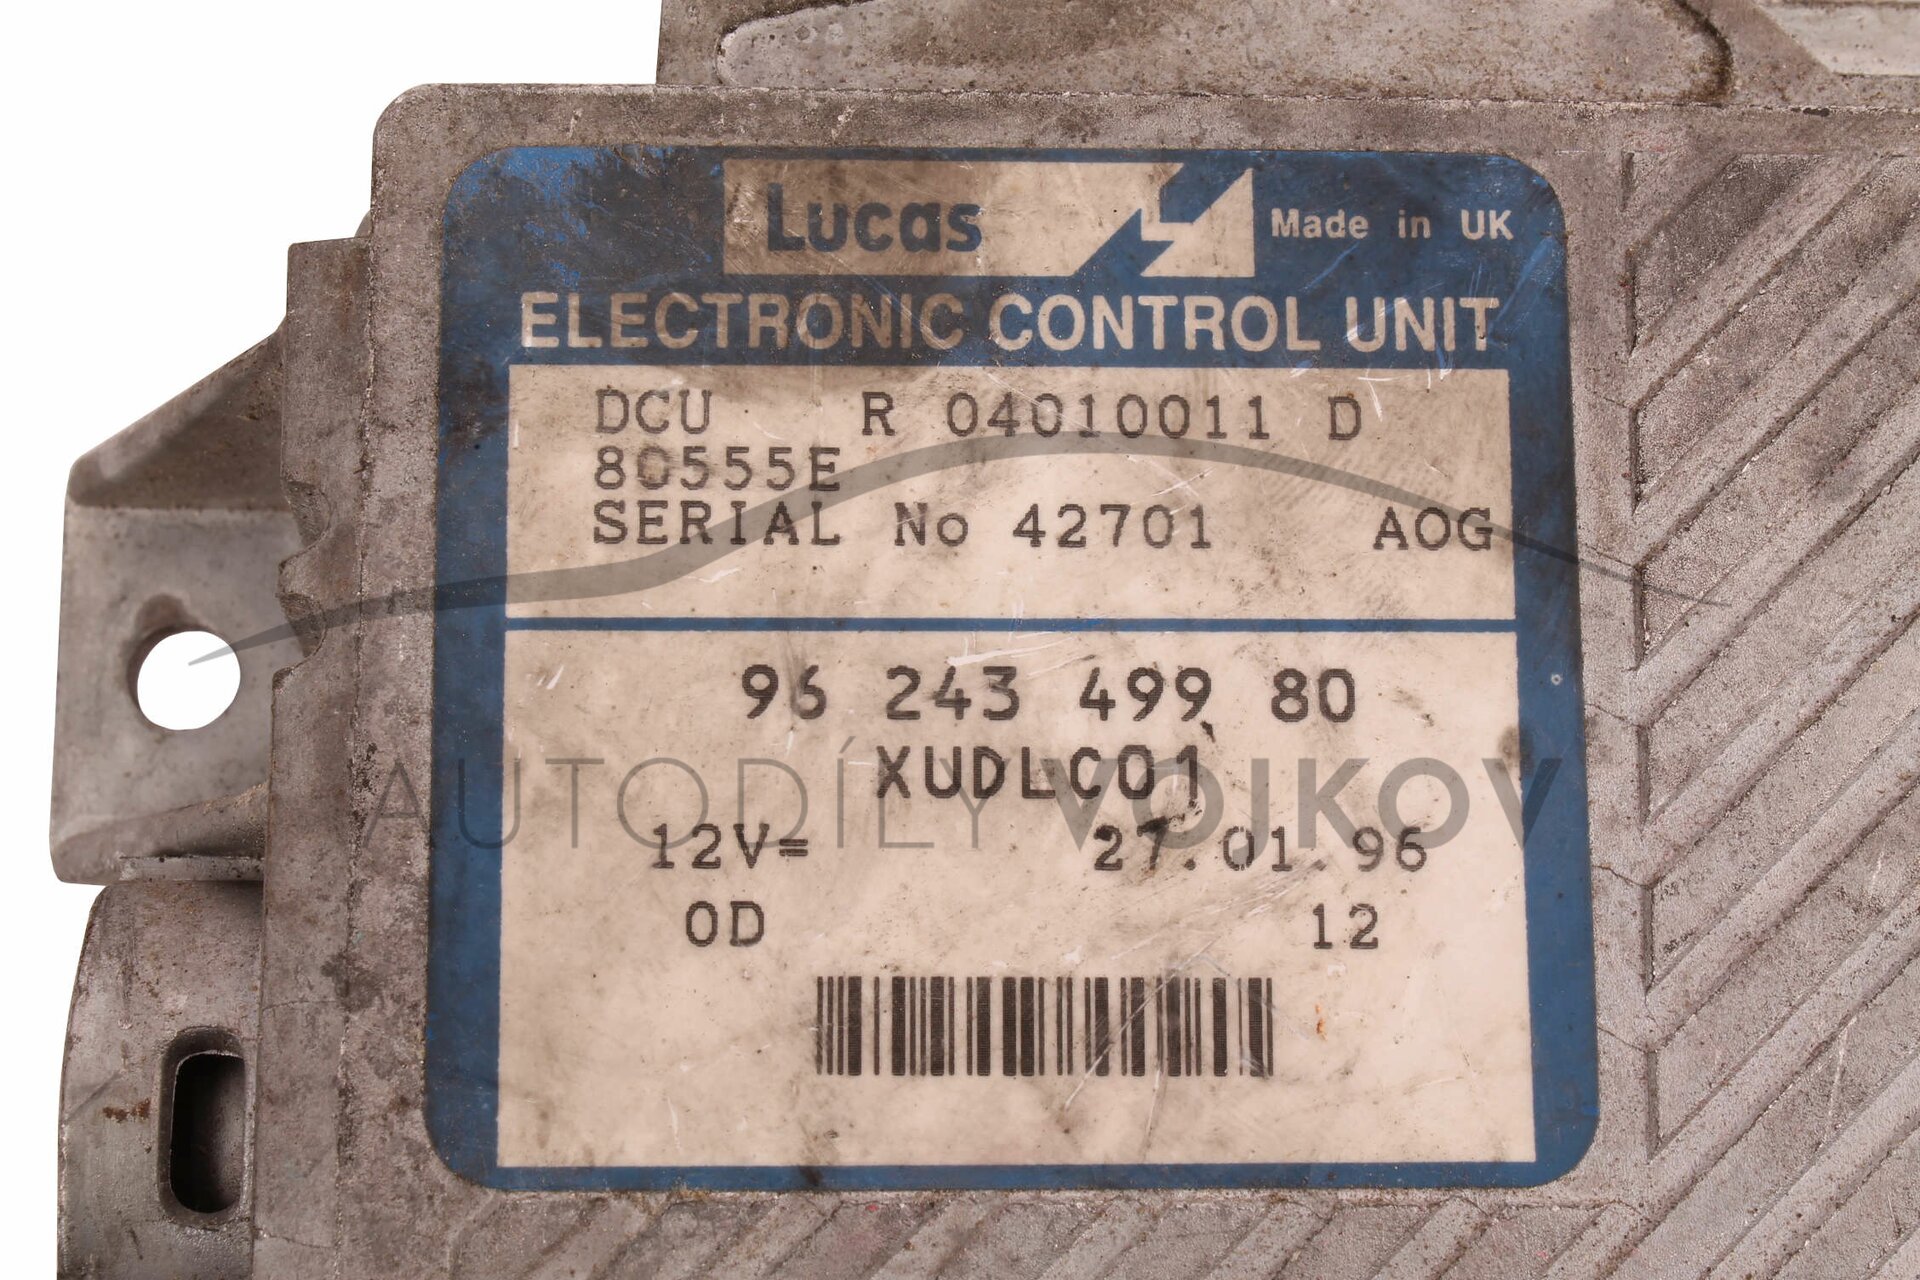 Lucas
Made in UK
ELECTRONIC CONTROL UNIT
DCU R 04010011 D
80555E
SERIAL No 42701 AOG
96 243 499 80
XUDLC01
AUTODÍLY VOJKOV
12V= 27.01.96
0D 12